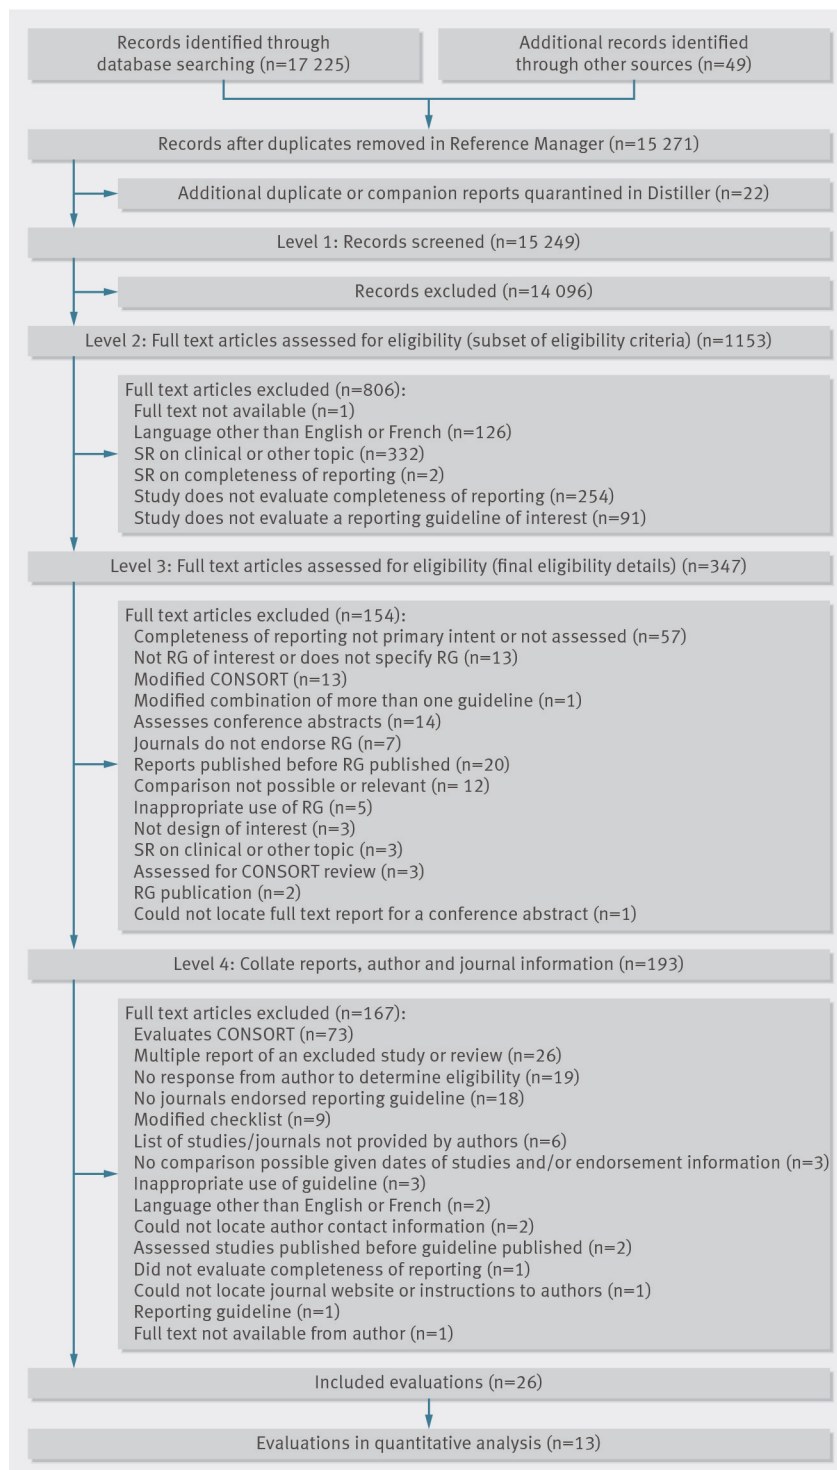 Records identified through
database searching (n=17 225)
Additional records identified
through other sources (n=49)
Records after duplicates removed in Reference Manager (n=15 271)
Additional duplicate or companion reports quarantined in Distiller (n=22)
Level 1: Records screened (n=15 249)
Records excluded (n=14 096)
Level 2: Full text articles assessed for eligibility (subset of eligibility criteria) (n=1153)
Full text articles excluded (n=806):
Full text not available (n=1)
Language other than English or French (n=126)
SR on clinical or other topic (n=332)
SR on completeness of reporting (n=2)
Study does not evaluate completeness of reporting (n=254)
Study does not evaluate a reporting guideline of interest (n=91)
Level 3: Full text articles assessed for eligibility (final eligibility details) (n=347)
Full text articles excluded (n=154):
Completeness of reporting not primary intent or not assessed (n=57)
Not RG of interest or does not specify RG (n=13)
Modified CONSORT (n=13)
Modified combination of more than one guideline (n=1)
Assesses conference abstracts (n=14)
Journals do not endorse RG (n=7)
Reports published before RG published (n=20)
Comparison not possible or relevant (n= 12)
Inappropriate use of RG (n=5)
Not design of interest (n=3)
SR on clinical or other topic (n=3)
Assessed for CONSORT review (n=3)
RG publication (n=2)
Could not locate full text report for a conference abstract (n=1)
Level 4: Collate reports, author and journal information (n=193)
Full text articles excluded (n=167):
Evaluates CONSORT (n=73)
Multiple report of an excluded study or review (n=26)
No response from author to determine eligibility (n=19)
No journals endorsed reporting guideline (n=18)
Modified checklist (n=9)
List of studies/journals not provided by authors (n=6)
No comparison possible given dates of studies and/or endorsement information (n=3)
Inappropriate use of guideline (n=3)
Language other than English or French (n=2)
Could not locate author contact information (n=2)
Assessed studies published before guideline published (n=2)
Did not evaluate completeness of reporting (n=1)
Could not locate journal website or instructions to authors (n=1)
Reporting guideline (n=1)
Full text not available from author (n=1)
Included evaluations (n=26)
Evaluations in quantitative analysis (n=13)